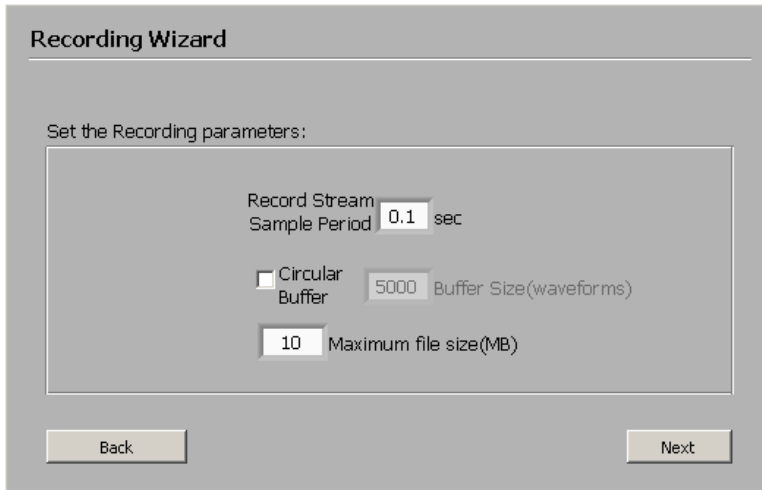 Recording Wizard
Set the Recording parameters:
Record Stream
Sample Period 0.1 sec
Circular
Buffer 5000 Buffer Size(waveforms)
10 Maximum file size(MB)
Back Next